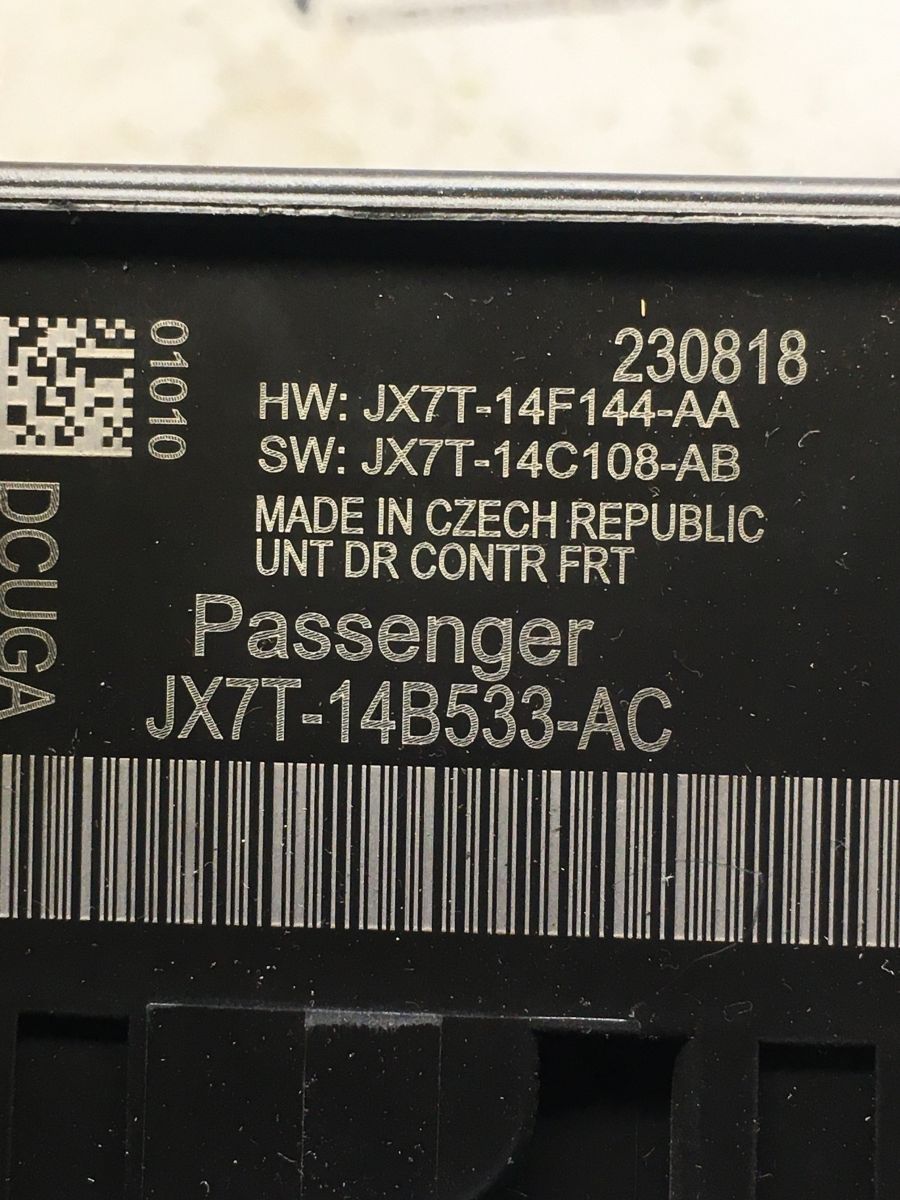 230818
HW: JX7T-14F144-AA
SW: JX7T-14C108-AB
MADE IN CZECH REPUBLIC
UNT DR CONTR FRT
Passenger
JX7T-14B533-AC
01010
DCUGA